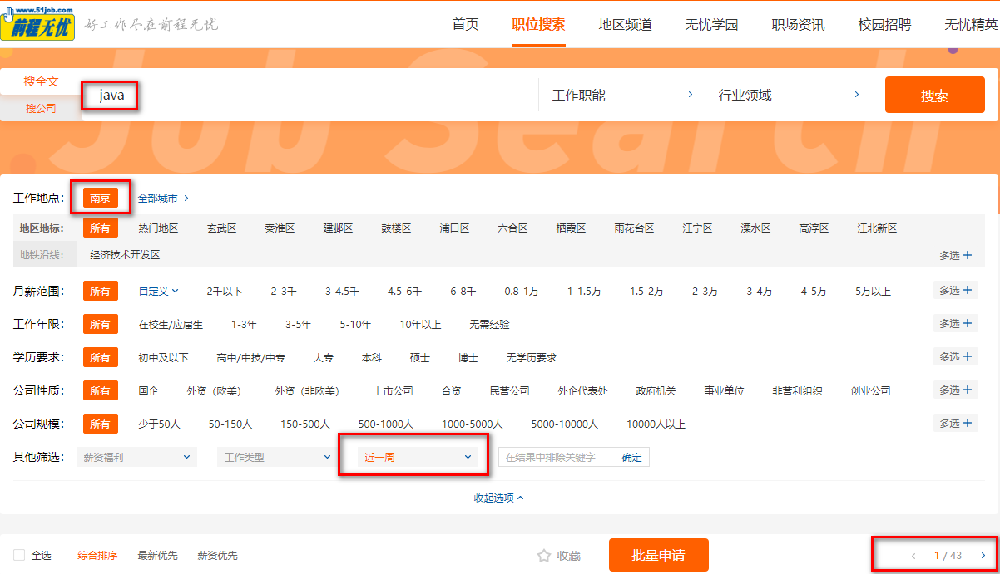 www.51job.com
前程无忧 好工作尽在前程无忧
首页 职位搜索 地区频道 无忧学园 职场资讯 校园招聘 无忧精英
Job Search
搜全文
搜公司
java 工作职能 行业领域 搜索
工作地点： 南京 全部城市
地区地标： 所有 热门地区 玄武区 秦淮区 建邺区 鼓楼区 浦口区 六合区 栖霞区 雨花台区 江宁区 溧水区 高淳区 江北新区
地铁沿线： 经济技术开发区 多选
月薪范围： 所有 自定义 2千以下 2-3千 3-4.5千 4.5-6千 6-8千 0.8-1万 1-1.5万 1.5-2万 2-3万 3-4万 4-5万 5万以上 多选
工作年限： 所有 在校生/应届生 1-3年 3-5年 5-10年 10年以上 无需经验 多选
学历要求： 所有 初中及以下 高中/中技/中专 大专 本科 硕士 博士 无学历要求 多选
公司性质： 所有 国企 外资（欧美） 外资（非欧美） 上市公司 合资 民营公司 外企代表处 政府机关 事业单位 非营利组织 创业公司 多选
公司规模： 所有 少于50人 50-150人 150-500人 500-1000人 1000-5000人 5000-10000人 10000人以上 多选
其他筛选： 薪资福利 工作类型 近一周 在结果中排除关键字 确定
收起选项
全选 综合排序 最新优先 薪资优先 收藏 批量申请 1 / 43